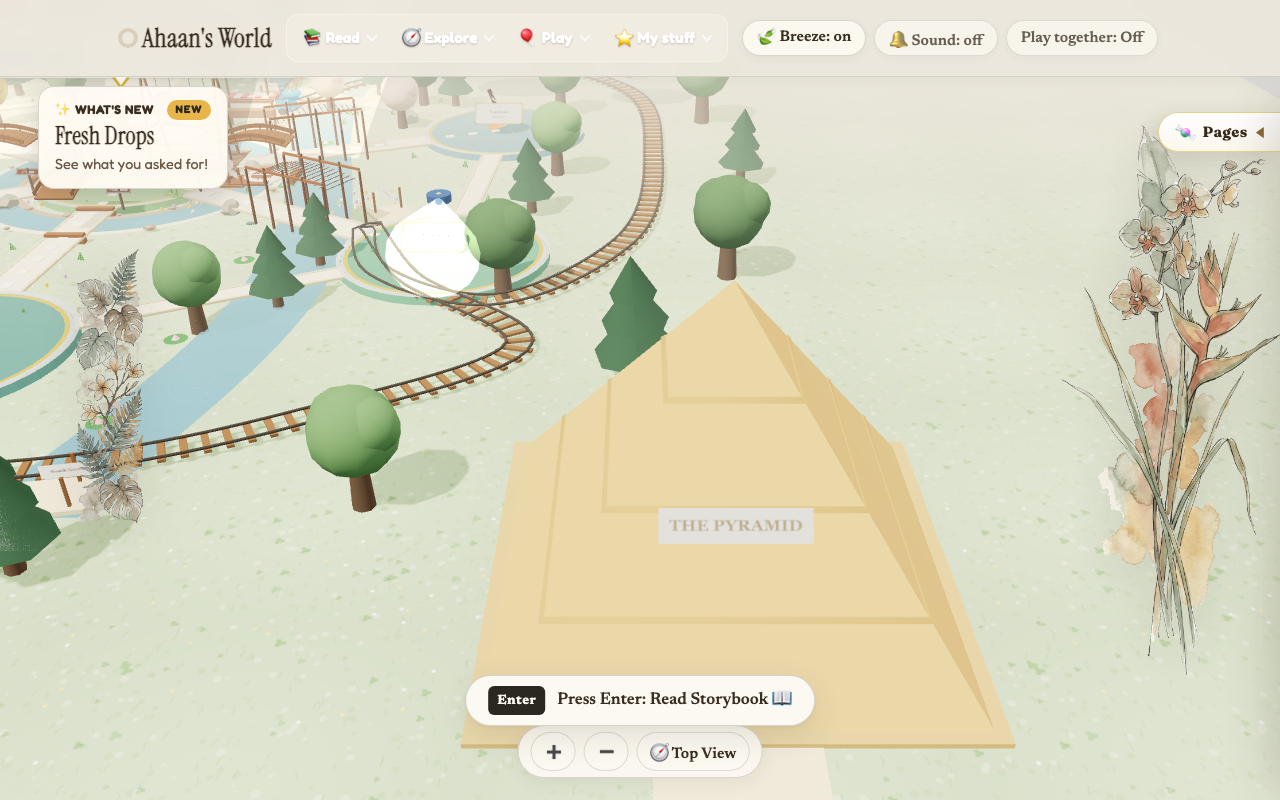 Ahaan's World
Read
Explore
Play
My stuff
Breeze: on
Sound: off
Play together: Off
WHAT'S NEW
NEW
Fresh Drops
See what you asked for!
Pages
THE PYRAMID
Enter
Press Enter: Read Storybook
+
−
Top View